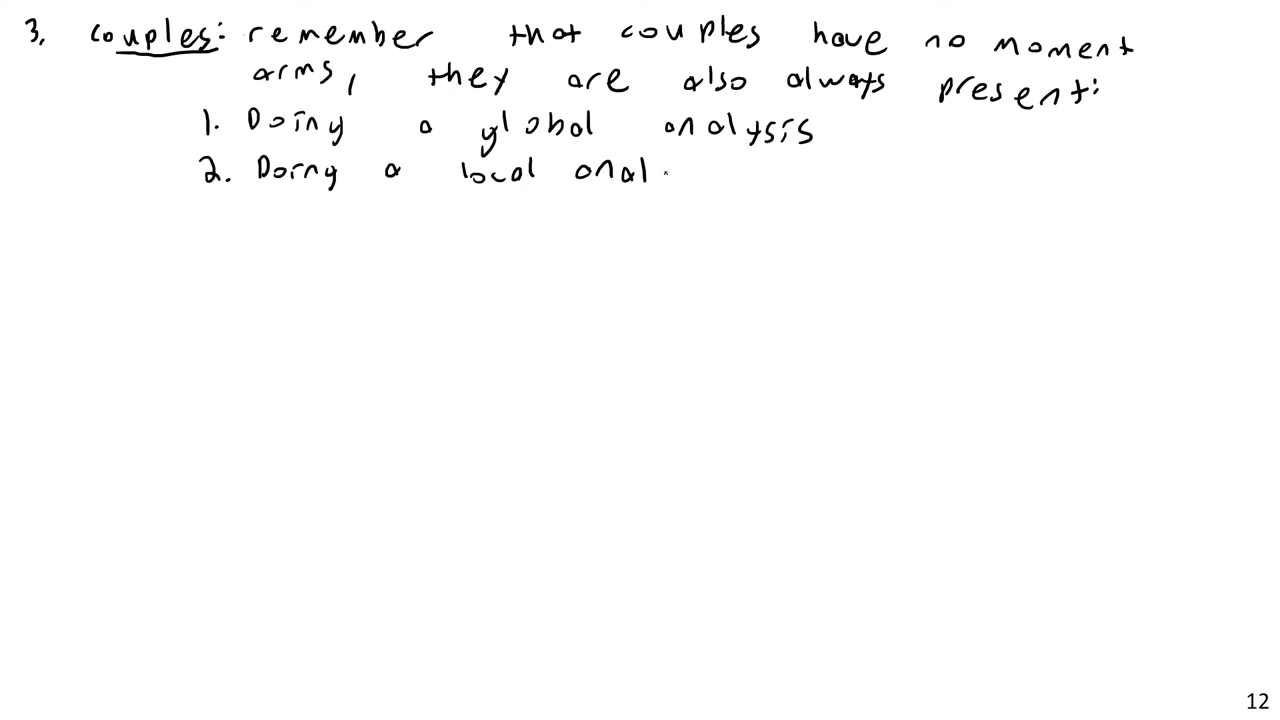 3. couples: remember that couples have no moment
arms, they are also always present:
1. Doing a global analysis
2. Doing a local anal
12